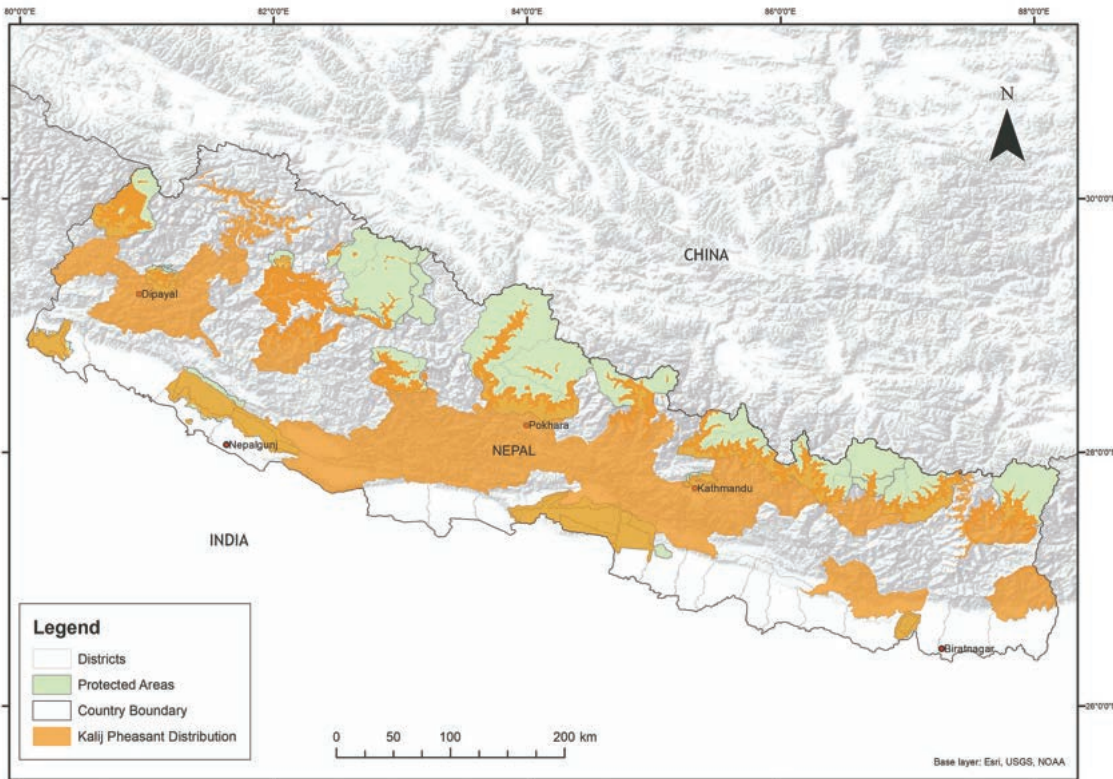 80°0'0"E
82°0'0"E
84°0'0"E
86°0'0"E
88°0'0"E
N
30°0'0"N
CHINA
Dipayal
Pokhara
Nepalgunj
NEPAL
28°0'0"N
Kathmandu
INDIA
Biratnagar
26°0'0"N
Legend
Districts
Protected Areas
Country Boundary
Kalij Pheasant Distribution
0 50 100 200 km
Base layer: Esri, USGS, NOAA